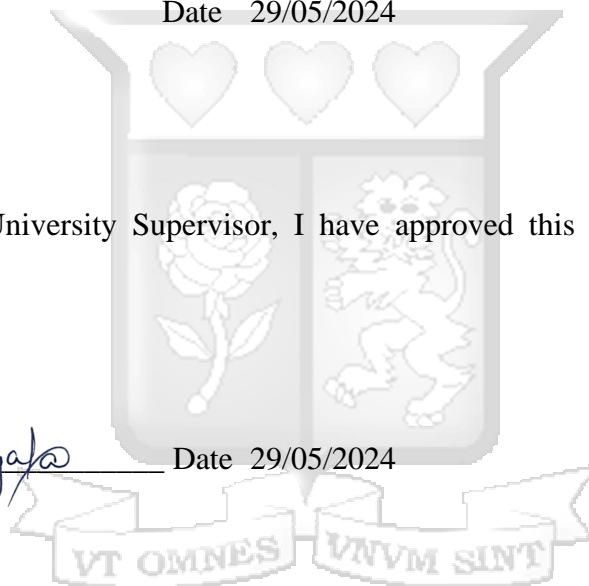 Date 29/05/2024
University Supervisor, I have approved this
Date 29/05/2024
VT OMNES VNVM SINT